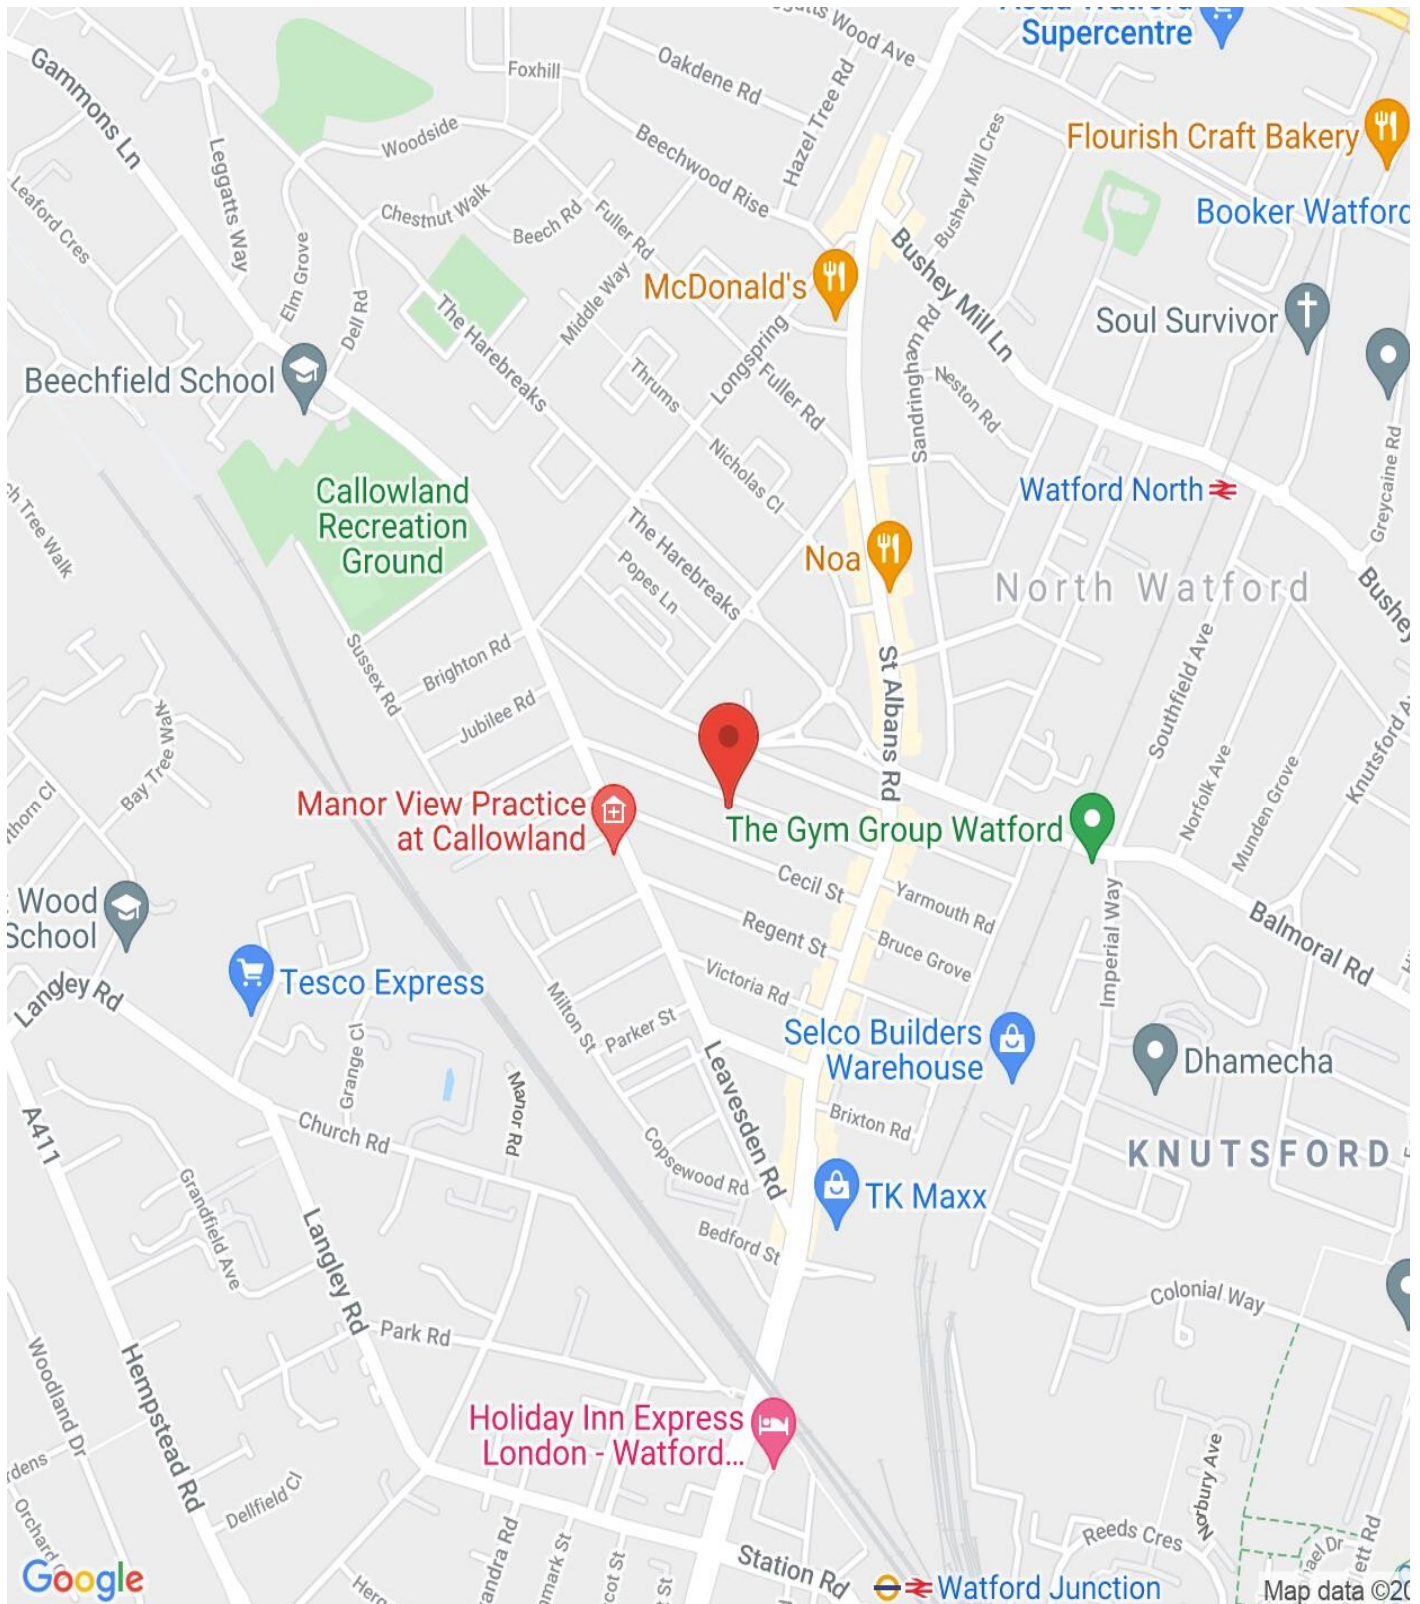 Supercentre
Gammons Ln
Foxhill
Oakdene Rd
Wood Ave
Hazel Tree Rd
Flourish Craft Bakery
Woodside
Leggatts Way
Beechwood Rise
Bushey Mill Cres
Leaford Cres
Chestnut Walk
Beech Rd
Fuller Rd
Booker Watford
Elm Grove
Dell Rd
Middle Way
McDonald's
Bushey Mill Ln
Soul Survivor
The Harebreaks
Longspring
Sandringham Rd
Beechfield School
Thrums
Fuller Rd
Neston Rd
Nicholas Cl
Greycaine Rd
Callowland
Recreation
Ground
Watford North
Tree Walk
The Harebreaks
Popes Ln
Noa
North Watford
Bushey
Sussex Rd
Brighton Rd
St Albans Rd
Southfield Ave
Jubilee Rd
Bay Tree Walk
Knutsford
Norfolk Ave
Munden Grove
Manor View Practice
at Callowland
The Gym Group Watford
Cecil St
Yarmouth Rd
Wood
School
Regent St
Bruce Grove
Imperial Way
Balmoral Rd
Langley Rd
Tesco Express
Victoria Rd
Milton St
Parker St
Grange Cl
Selco Builders
Warehouse
Dhamecha
Leavesden Rd
Manor Rd
A411
Church Rd
Brixton Rd
KNUTSFORD
Copsewood Rd
Grandfield Ave
TK Maxx
Bedford St
Langley Rd
Colonial Way
Park Rd
Woodland Dr
Hempstead Rd
Holiday Inn Express
London - Watford...
Norbury Ave
Dellfield Cl
Reeds Cres
Station Rd
Google
Watford Junction
Map data ©20